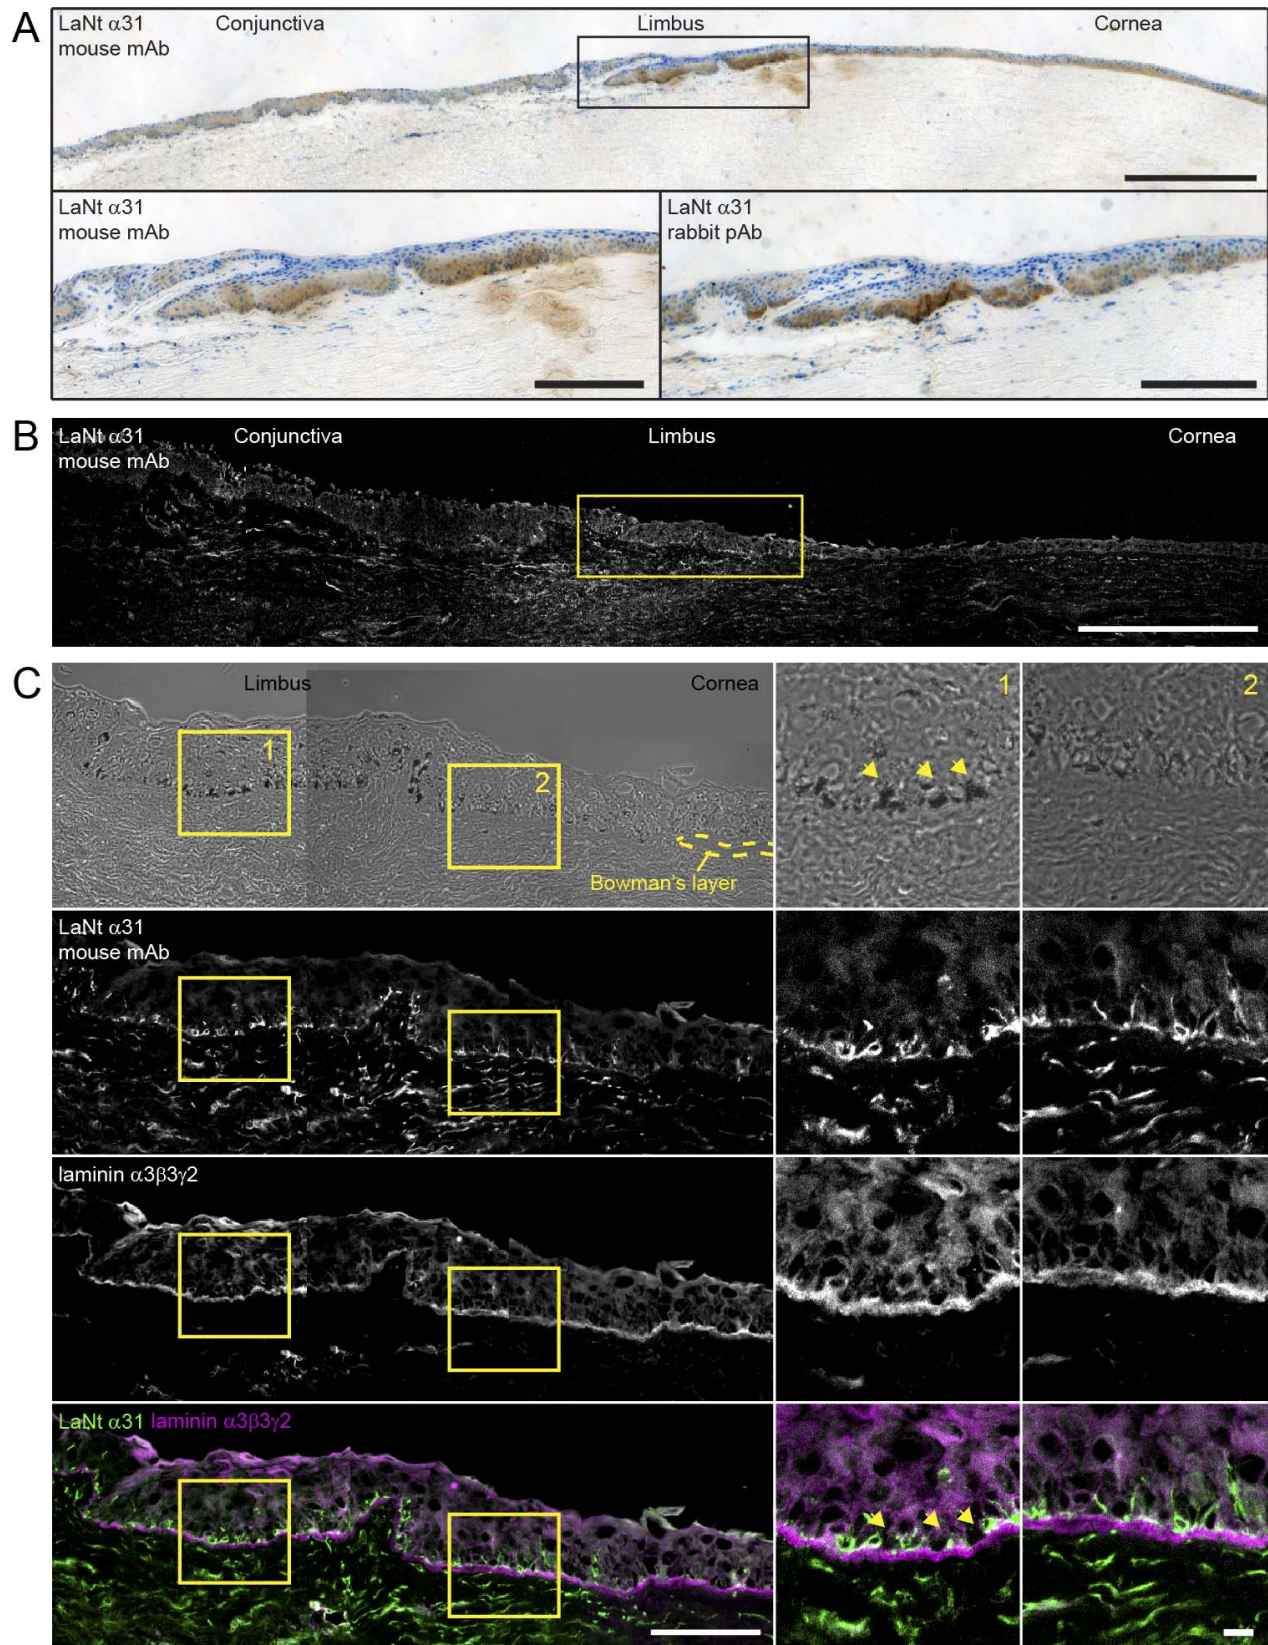 A
LaNt α31
mouse mAb
Conjunctiva
Limbus
Cornea
LaNt α31
mouse mAb
LaNt α31
rabbit pAb
B
LaNt α31
mouse mAb
Conjunctiva
Limbus
Cornea
C
Limbus
Cornea
1
2
Bowman's layer
1
2
LaNt α31
mouse mAb
laminin α3β3γ2
LaNt α31 laminin α3β3γ2